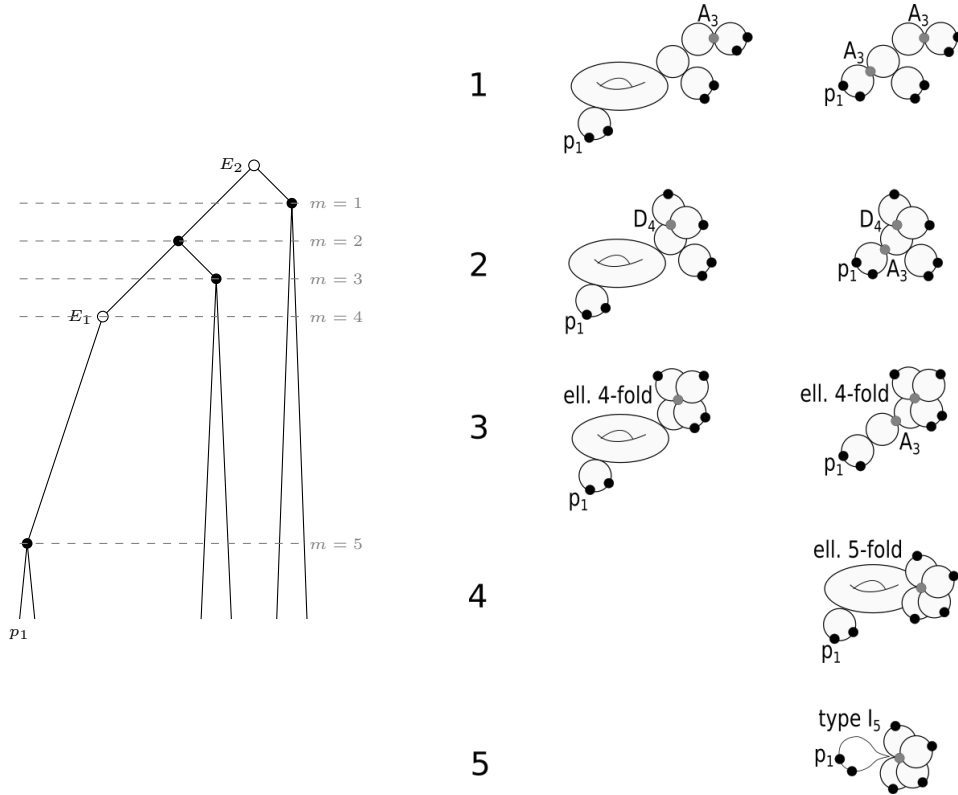 E₂
m = 1
m = 2
m = 3
E₁
m = 4
m = 5
p₁
1
A₃
p₁
A₃
A₃
p₁
2
D₄
p₁
D₄
A₃
p₁
3
ell. 4-fold
p₁
ell. 4-fold
A₃
p₁
4
ell. 5-fold
p₁
5
type I₅
p₁